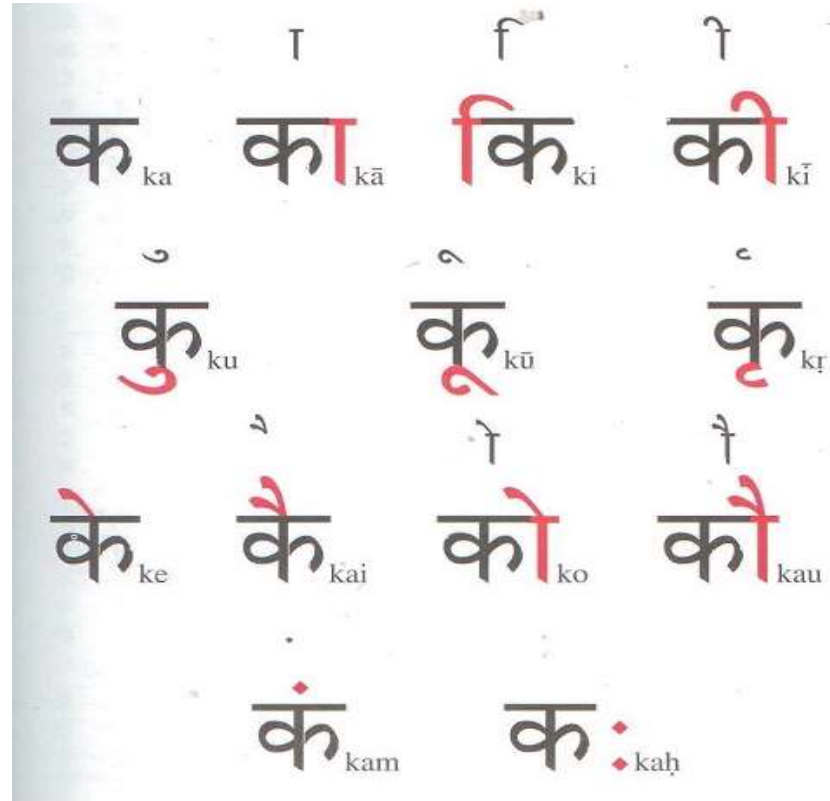 ा ि ी
क ka का kā कि ki की kī
ु ू ृ
कु ku कू kū कृ kṛ
ै ो ौ
के ke कै kai को ko कौ kau
ं
कं kam कः kaḥ